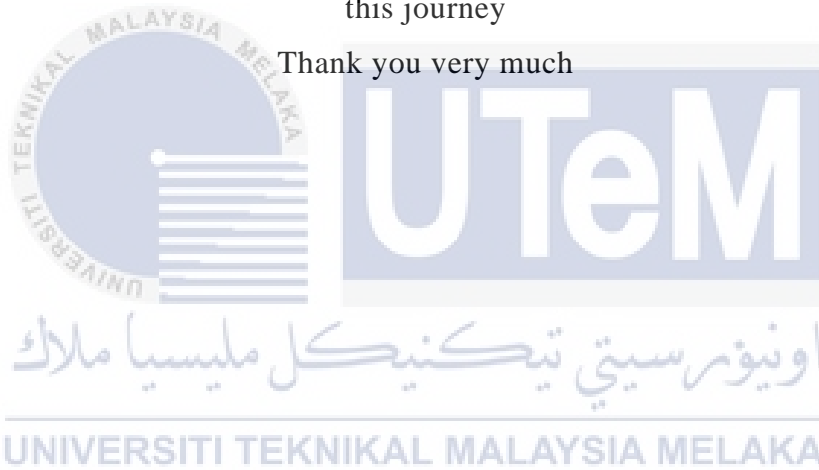 this journey
Thank you very much
UNIVERSITI TEKNIKAL MALAYSIA MELAKA
UTeM
اونيۏرسيتي تيكنيكل مليسيا ملاك
UNIVERSITI TEKNIKAL MALAYSIA MELAKA